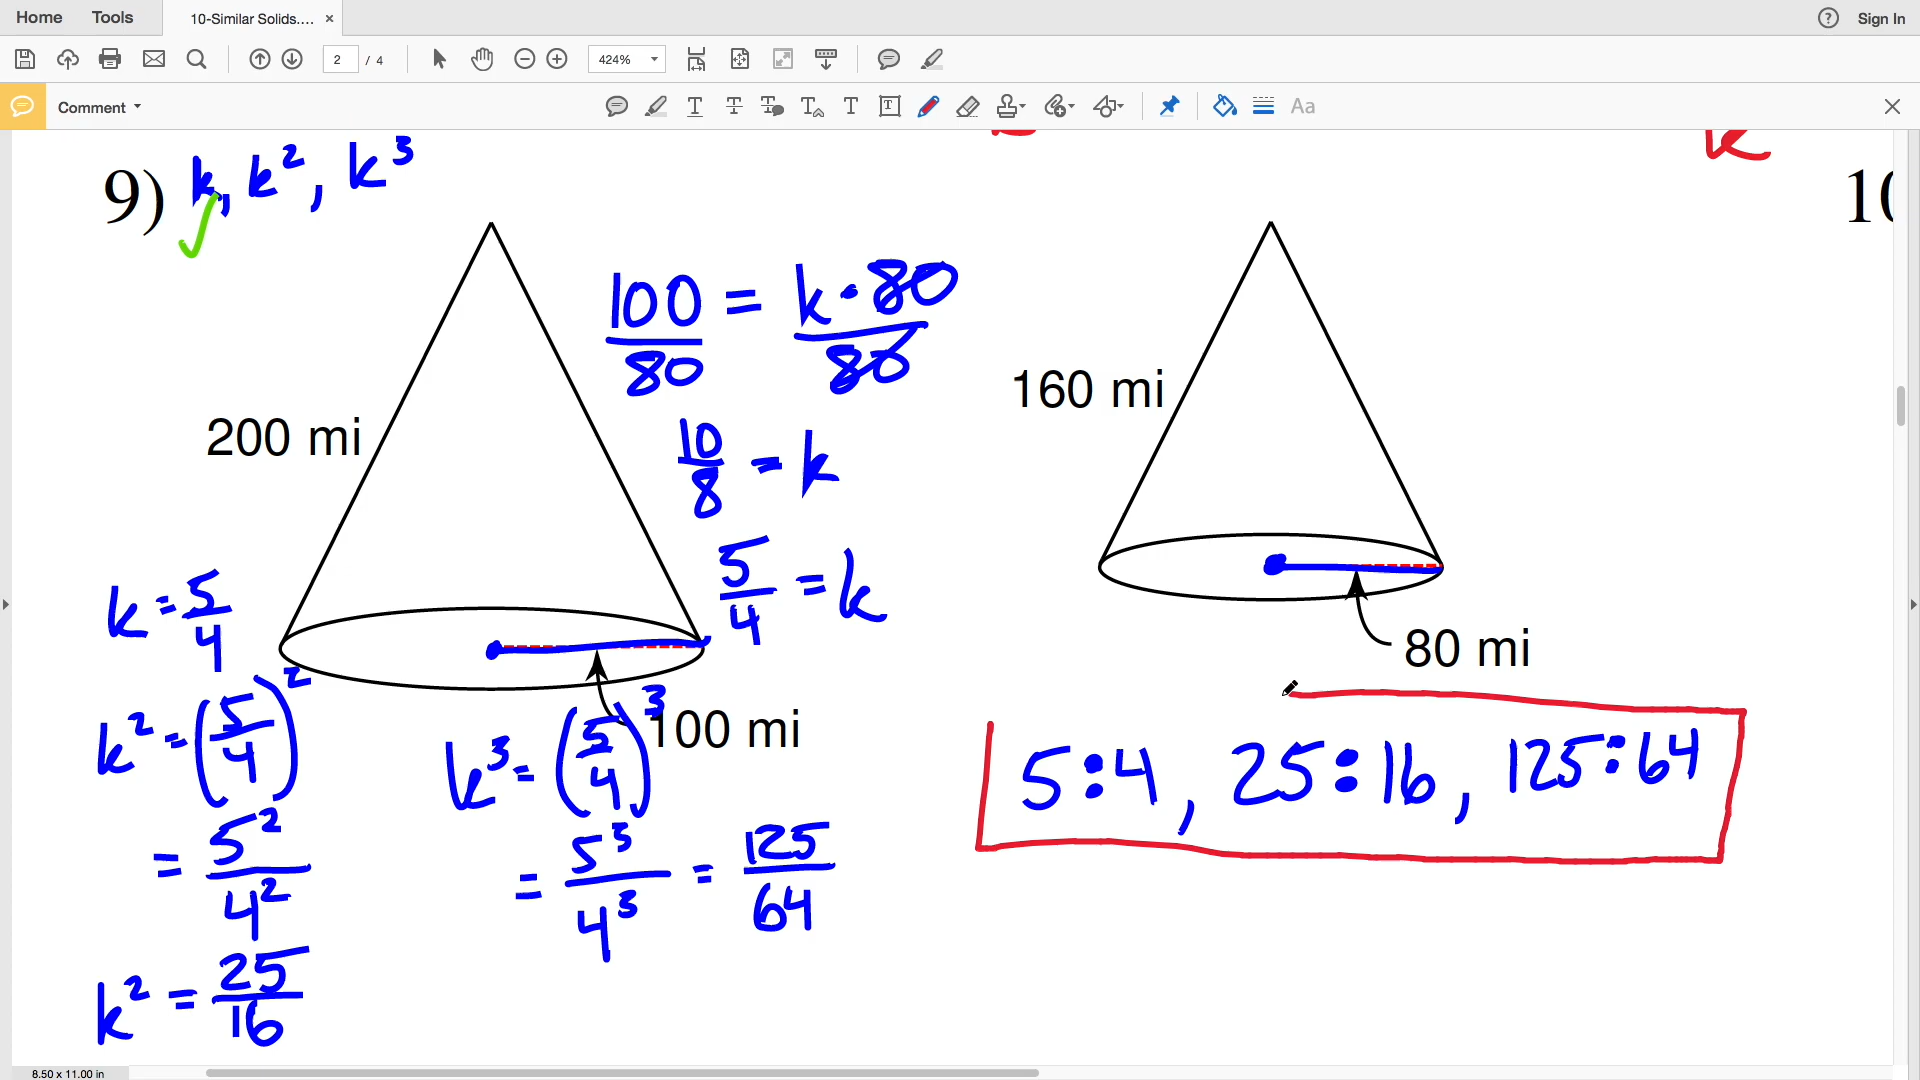 Home Tools 10-Similar Solids.... × Sign In
2 / 4 424%
Comment Aa
9) k, k², k³
10
100/80 = k·80/80
200 mi
160 mi
10/8 = k
5/4 = k
k = 5/4
80 mi
100 mi
k² = (5/4)²
k³ = (5/4)³
5:4, 25:16, 125:64
= 5²/4²
= 5³/4³ = 125/64
k² = 25/16
8.50 x 11.00 in